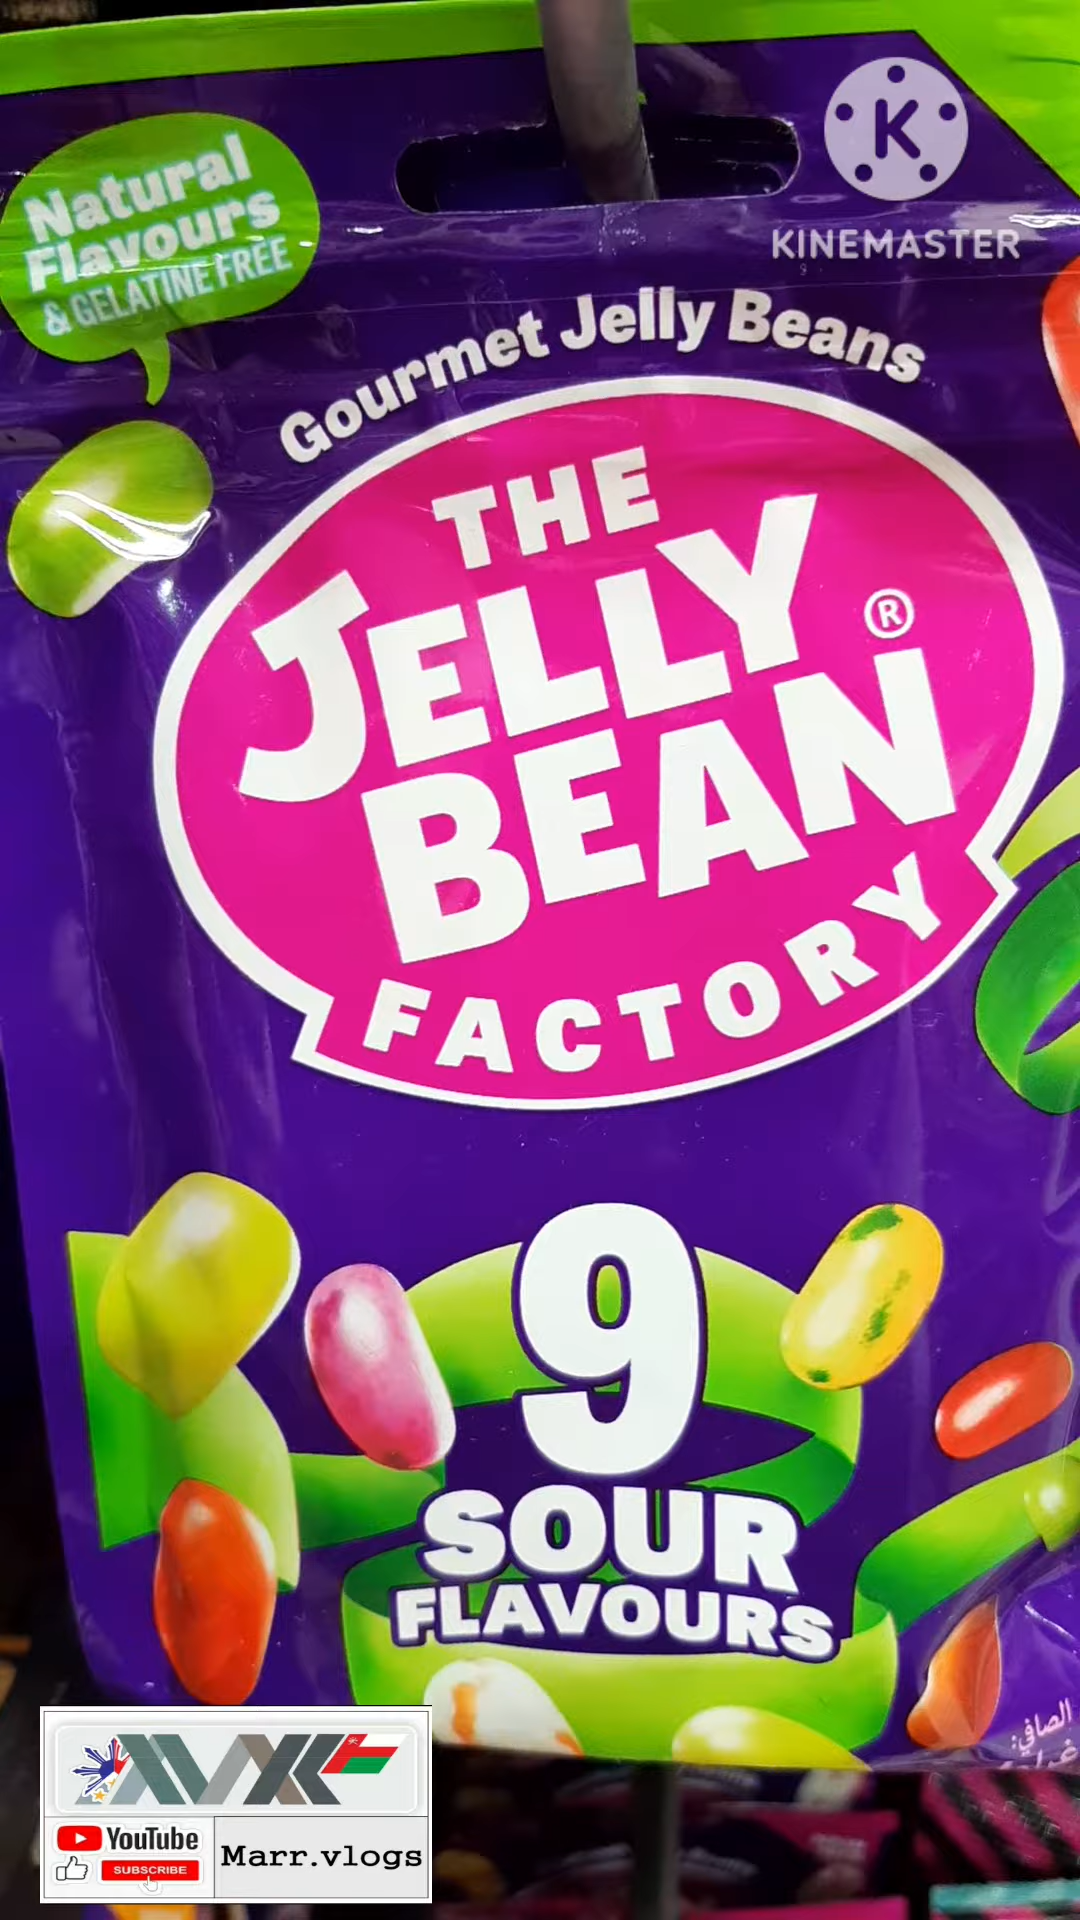 Natural
Flavours
& GELATINE FREE
K
KINEMASTER
Gourmet Jelly Beans
THE
JELLY
®
BEAN
FACTORY
9
SOUR
FLAVOURS
الصافي:
YouTube
SUBSCRIBE
Marr.vlogs